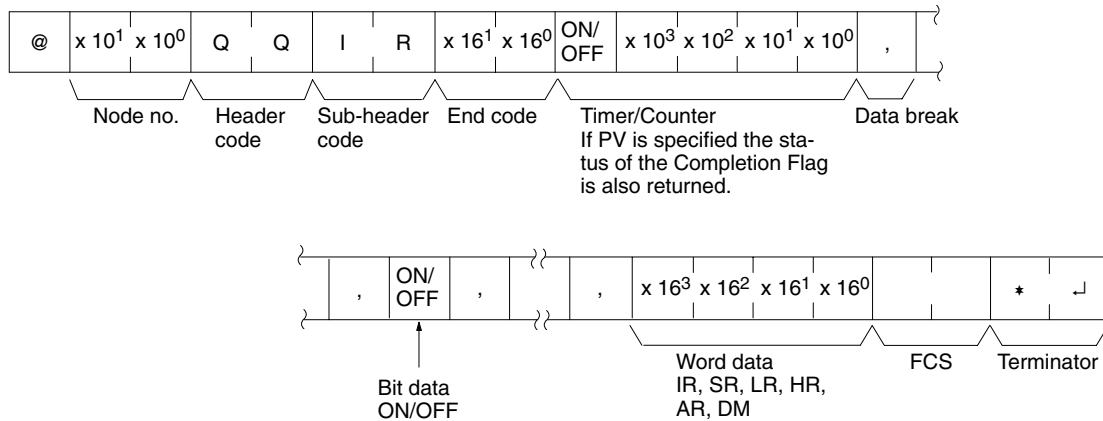 @ x 10¹ x 10⁰ Q Q I R x 16¹ x 16⁰ ON/OFF x 10³ x 10² x 10¹ x 10⁰ ,
Node no. Header code Sub-header code End code Timer/Counter Data break
If PV is specified the sta-
tus of the Completion Flag
is also returned.
, ON/OFF , , x 16³ x 16² x 16¹ x 16⁰ * ↵
Bit data
ON/OFF
Word data
IR, SR, LR, HR,
AR, DM
FCS
Terminator